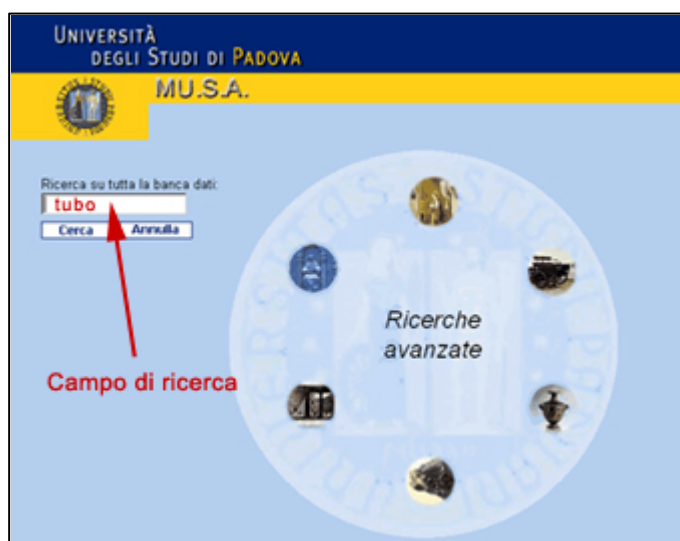 UNIVERSITÀ
DEGLI STUDI DI PADOVA
MU.S.A.
Ricerca su tutta la banca dati:
tubo
Cerca Annulla
Campo di ricerca
Ricerche
avanzate